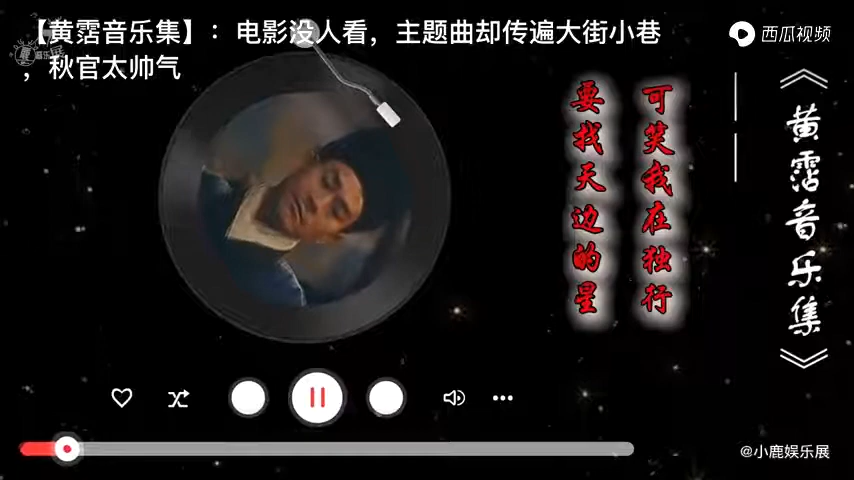 【黄霑音乐集】：电影没人看，主题曲却传遍大街小巷
，秋官太帅气
西瓜视频
可笑我在独行
要找天边的星
《黄霑音乐集》
@小鹿娱乐展